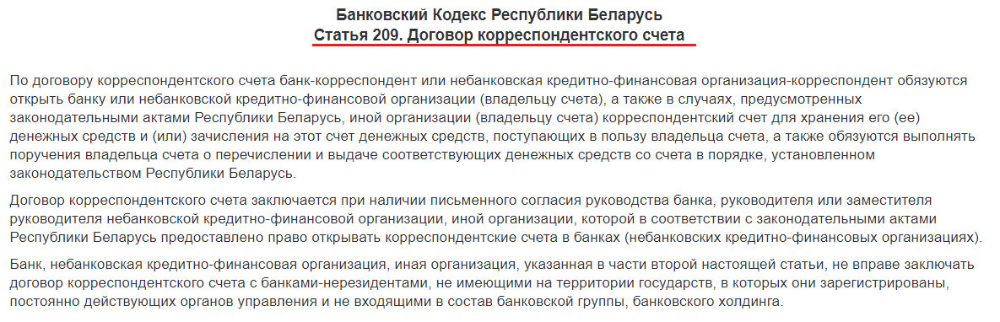 Банковский Кодекс Республики Беларусь
Статья 209. Договор корреспондентского счета
По договору корреспондентского счета банк-корреспондент или небанковская кредитно-финансовая организация-корреспондент обязуются
открыть банку или небанковской кредитно-финансовой организации (владельцу счета), а также в случаях, предусмотренных
законодательными актами Республики Беларусь, иной организации (владельцу счета) корреспондентский счет для хранения его (ее)
денежных средств и (или) зачисления на этот счет денежных средств, поступающих в пользу владельца счета, а также обязуются выполнять
поручения владельца счета о перечислении и выдаче соответствующих денежных средств со счета в порядке, установленном
законодательством Республики Беларусь.
Договор корреспондентского счета заключается при наличии письменного согласия руководства банка, руководителя или заместителя
руководителя небанковской кредитно-финансовой организации, иной организации, которой в соответствии с законодательными актами
Республики Беларусь предоставлено право открывать корреспондентские счета в банках (небанковских кредитно-финансовых организациях).
Банк, небанковская кредитно-финансовая организация, иная организация, указанная в части второй настоящей статьи, не вправе заключать
договор корреспондентского счета с банками-нерезидентами, не имеющими на территории государств, в которых они зарегистрированы,
постоянно действующих органов управления и не входящими в состав банковской группы, банковского холдинга.